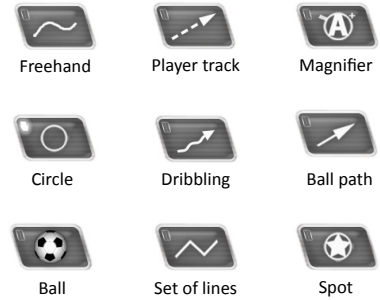 Freehand
Player track
Magnifier
A
Circle
Dribbling
Ball path
Ball
Set of lines
Spot